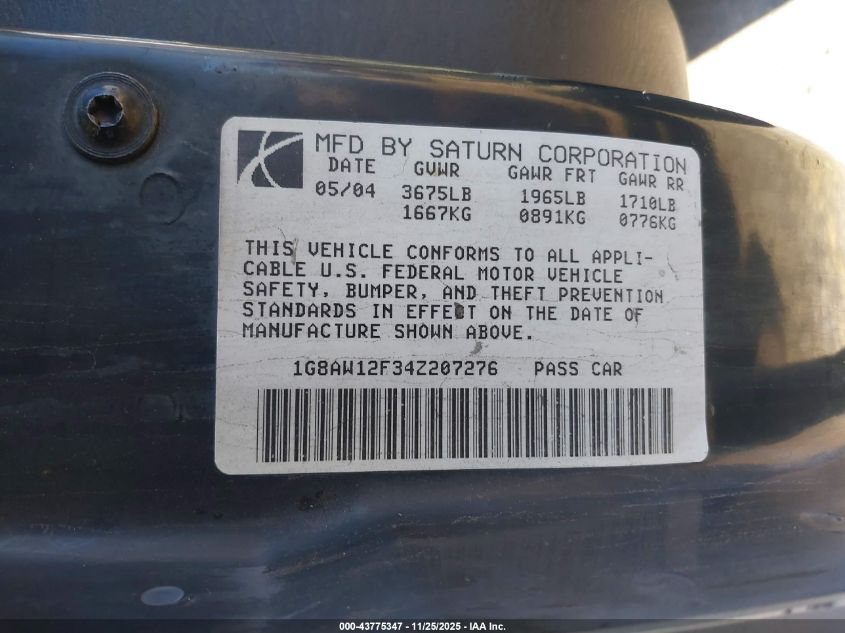 MFD BY SATURN CORPORATION
DATE GVWR GAWR FRT GAWR RR
05/04 3675LB 1965LB 1710LB
1667KG 0891KG 0776KG
THIS VEHICLE CONFORMS TO ALL APPLI-
CABLE U.S. FEDERAL MOTOR VEHICLE
SAFETY, BUMPER, AND THEFT PREVENTION
STANDARDS IN EFFECT ON THE DATE OF
MANUFACTURE SHOWN ABOVE.
1G8AW12F34Z207276 PASS CAR
000-43775347 - 11/25/2025 - IAA Inc.